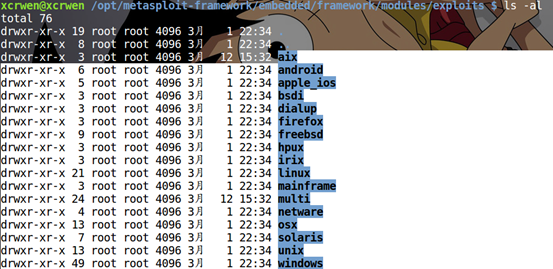 xcrwen@xcrwen /opt/metasploit-framework/embedded/framework/modules/exploits $ ls -al
total 76
drwxr-xr-x 19 root root 4096 3月 1 22:34 .
drwxr-xr-x 8 root root 4096 3月 1 22:34
drwxr-xr-x 3 root root 4096 3月 12 15:32 aix
drwxr-xr-x 6 root root 4096 3月 1 22:34 android
drwxr-xr-x 5 root root 4096 3月 1 22:34 apple_ios
drwxr-xr-x 3 root root 4096 3月 1 22:34 bsdi
drwxr-xr-x 3 root root 4096 3月 1 22:34 dialup
drwxr-xr-x 3 root root 4096 3月 1 22:34 firefox
drwxr-xr-x 9 root root 4096 3月 1 22:34 freebsd
drwxr-xr-x 3 root root 4096 3月 1 22:34 hpux
drwxr-xr-x 3 root root 4096 3月 1 22:34 irix
drwxr-xr-x 21 root root 4096 3月 1 22:34 linux
drwxr-xr-x 3 root root 4096 3月 1 22:34 mainframe
drwxr-xr-x 24 root root 4096 3月 12 15:32 multi
drwxr-xr-x 4 root root 4096 3月 1 22:34 netware
drwxr-xr-x 13 root root 4096 3月 1 22:34 osx
drwxr-xr-x 7 root root 4096 3月 1 22:34 solaris
drwxr-xr-x 13 root root 4096 3月 1 22:34 unix
drwxr-xr-x 49 root root 4096 3月 1 22:34 windows